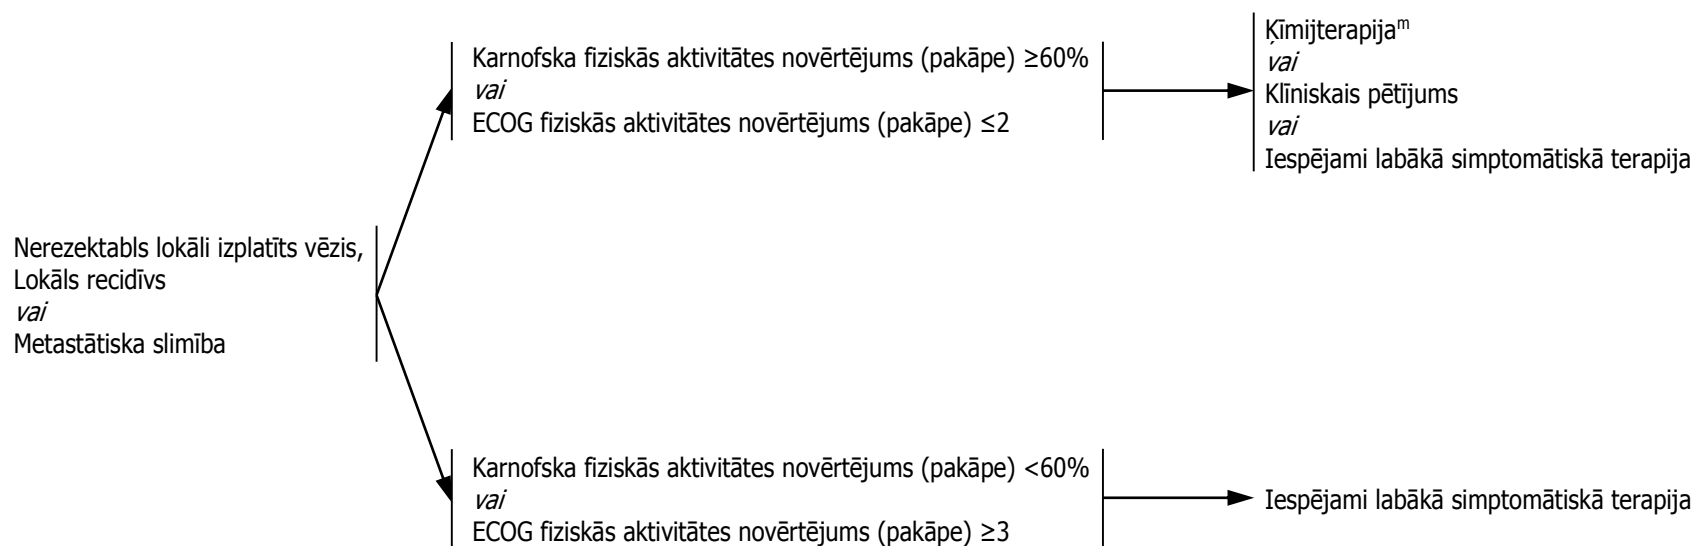 Nerezektabls lokāli izplatīts vēzis,
Lokāls recidīvs
vai
Metastātiska slimība
Karnofska fiziskās aktivitātes novērtējums (pakāpe) ≥60%
vai
ECOG fiziskās aktivitātes novērtējums (pakāpe) ≤2
Ķīmijterapijaᵐ
vai
Klīniskais pētījums
vai
Iespējami labākā simptomātiskā terapija
Karnofska fiziskās aktivitātes novērtējums (pakāpe) <60%
vai
ECOG fiziskās aktivitātes novērtējums (pakāpe) ≥3
Iespējami labākā simptomātiskā terapija